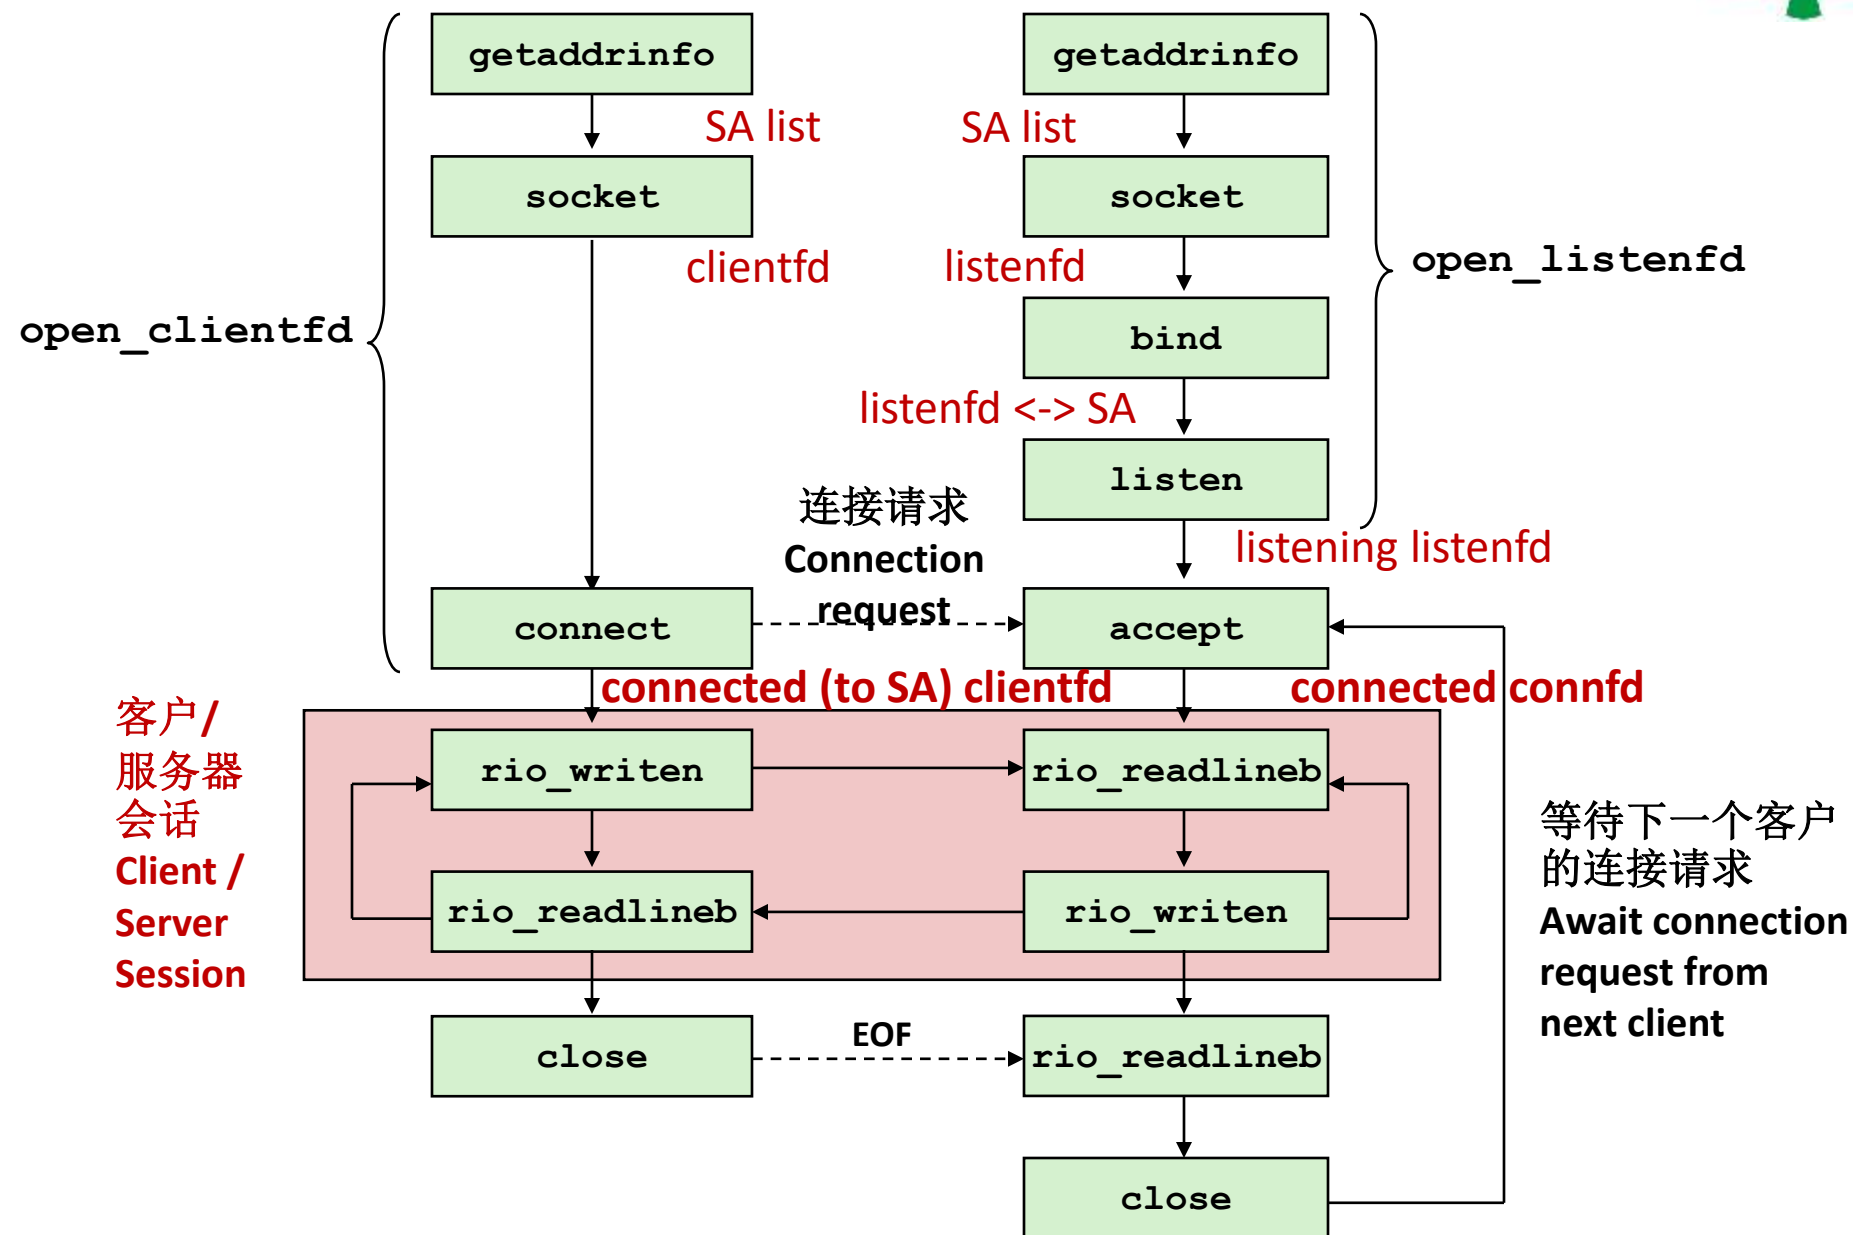 getaddrinfo
getaddrinfo
SA list
SA list
socket
socket
clientfd
listenfd
open_listenfd
open_clientfd
bind
listenfd <-> SA
listen
连接请求
Connection
request
listening listenfd
connect
accept
connected (to SA) clientfd
connected connfd
客户/
服务器
会话
Client /
Server
Session
rio_writen
rio_readlineb
rio_readlineb
rio_writen
等待下一个客户
的连接请求
Await connection
request from
next client
close
EOF
rio_readlineb
close